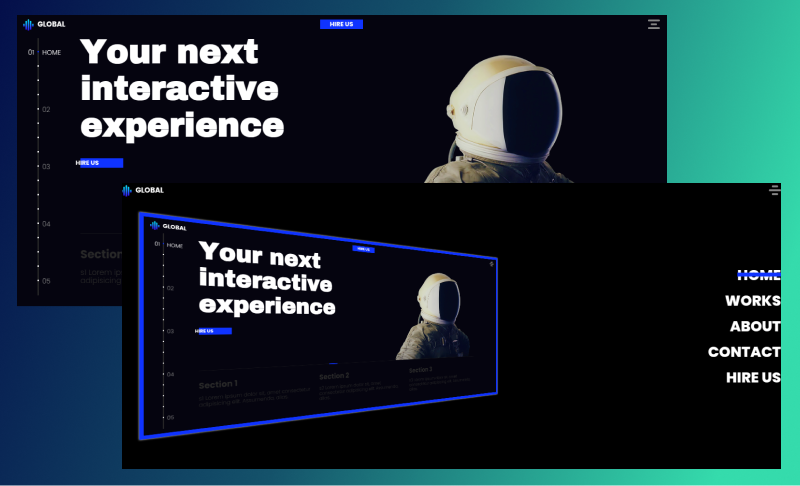 GLOBAL
HIRE US
01 HOME
Your next
interactive
experience
02
03
HIRE US
04
Section
05
GLOBAL
GLOBAL
HIRE US
01 HOME
Your next
interactive
experience
02
03
HIRE US
04
Section 1
Section 2
Section 3
05
HOME
WORKS
ABOUT
CONTACT
HIRE US